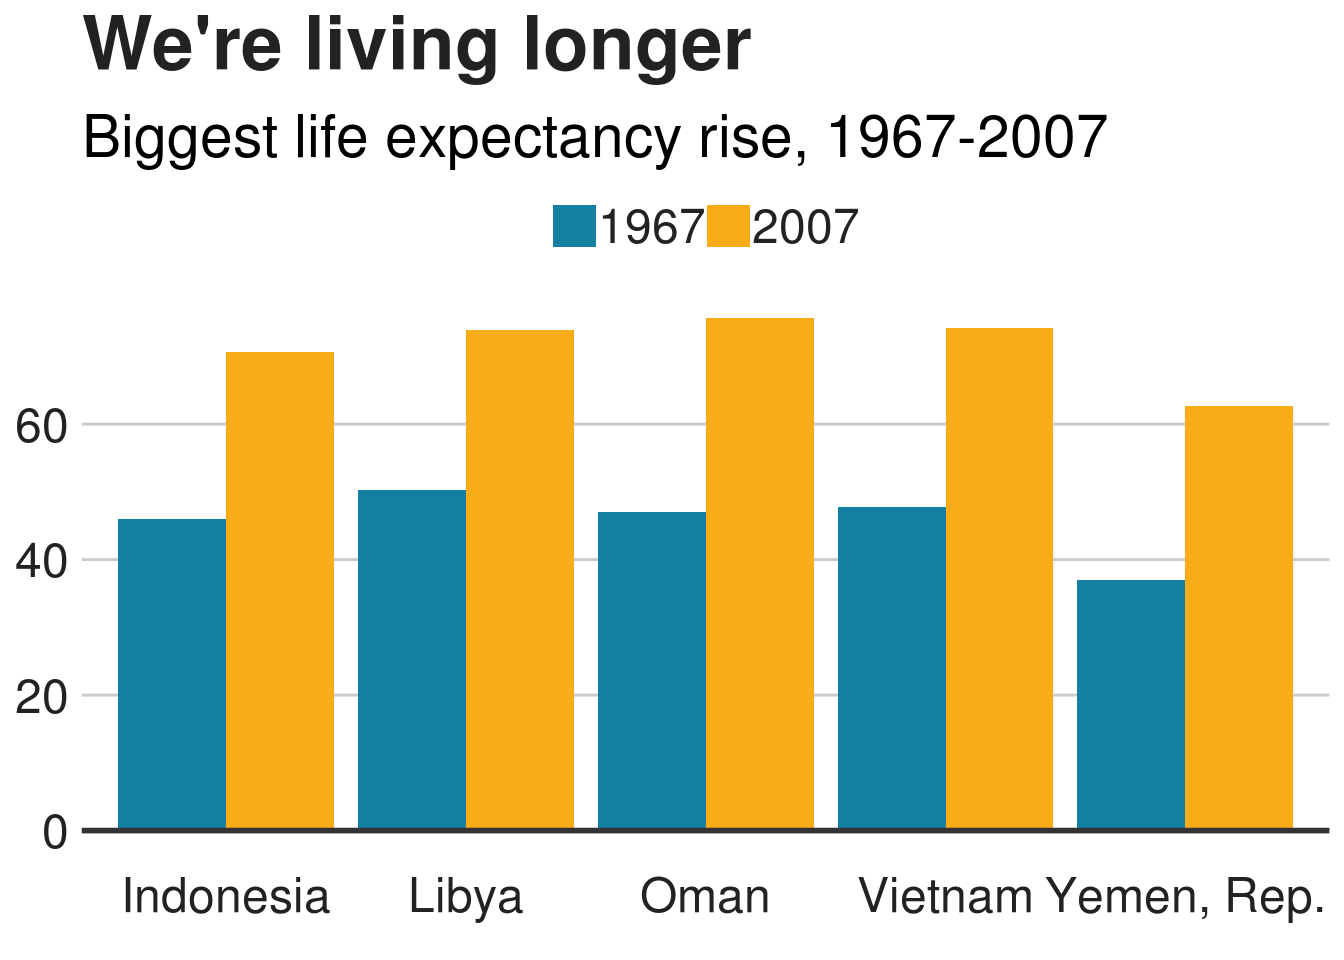 We're living longer
Biggest life expectancy rise, 1967-2007
1967 2007
60
40
20
0
Indonesia Libya Oman Vietnam Yemen, Rep.